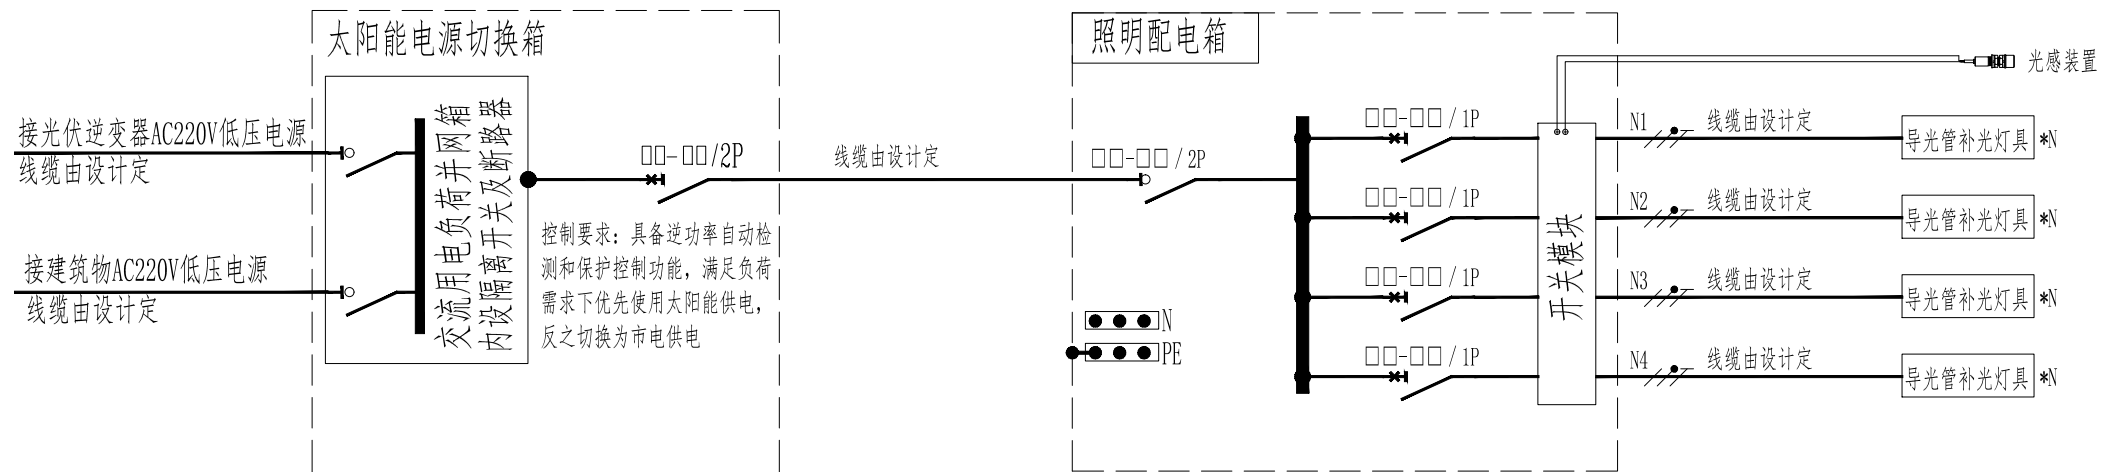 太阳能电源切换箱
照明配电箱
光感装置
接光伏逆变器AC220V低压电源
线缆由设计定
接建筑物AC220V低压电源
线缆由设计定
交流用电负荷并网箱
内设隔离开关及断路器
□□-□□/2P
控制要求：具备逆功率自动检
测和保护控制功能，满足负荷
需求下优先使用太阳能供电，
反之切换为市电供电
线缆由设计定
□□-□□/2P
N
PE
□□-□□/1P
□□-□□/1P
□□-□□/1P
□□-□□/1P
开关模块
N1 线缆由设计定
导光管补光灯具 *N
N2 线缆由设计定
导光管补光灯具 *N
N3 线缆由设计定
导光管补光灯具 *N
N4 线缆由设计定
导光管补光灯具 *N